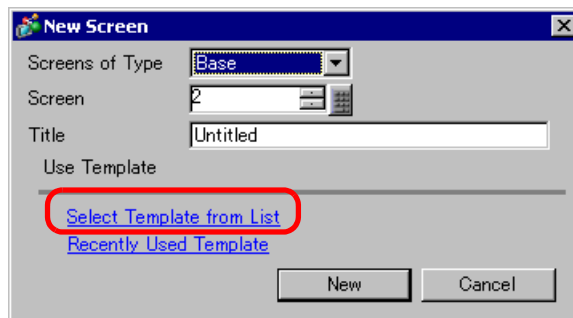 New Screen
Screens of Type Base
Screen 2
Title Untitled
Use Template
Select Template from List
Recently Used Template
New Cancel